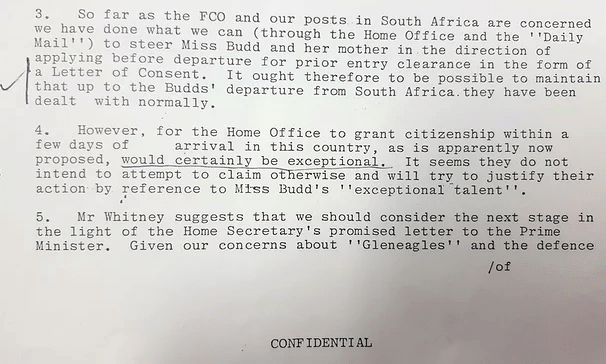 3. So far as the FCO and our posts in South Africa are concerned
we have done what we can (through the Home Office and the ''Daily
Mail'') to steer Miss Budd and her mother in the direction of
applying before departure for prior entry clearance in the form of
a Letter of Consent. It ought therefore to be possible to maintain
that up to the Budds' departure from South Africa they have been
dealt with normally.
4. However, for the Home Office to grant citizenship within a
few days of arrival in this country, as is apparently now
proposed, would certainly be exceptional. It seems they do not
intend to attempt to claim otherwise and will try to justify their
action by reference to Miss Budd's ''exceptional talent''.
5. Mr Whitney suggests that we should consider the next stage in
the light of the Home Secretary's promised letter to the Prime
Minister. Given our concerns about ''Gleneagles'' and the defence
/of
CONFIDENTIAL